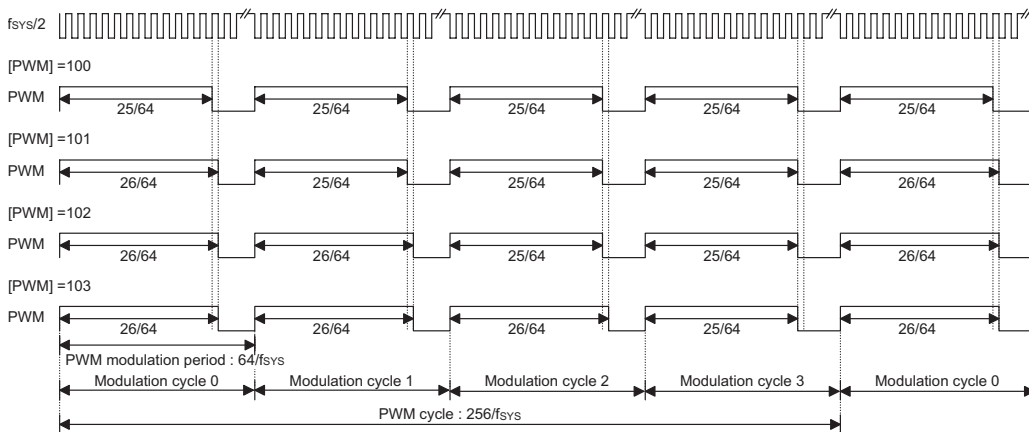 fSYS/2
[PWM] =100
PWM
25/64 25/64 25/64 25/64 25/64
[PWM] =101
PWM
26/64 25/64 25/64 25/64 26/64
[PWM] =102
PWM
26/64 26/64 25/64 25/64 26/64
[PWM] =103
PWM
26/64 26/64 26/64 25/64 26/64
PWM modulation period : 64/fSYS
Modulation cycle 0 Modulation cycle 1 Modulation cycle 2 Modulation cycle 3 Modulation cycle 0
PWM cycle : 256/fSYS